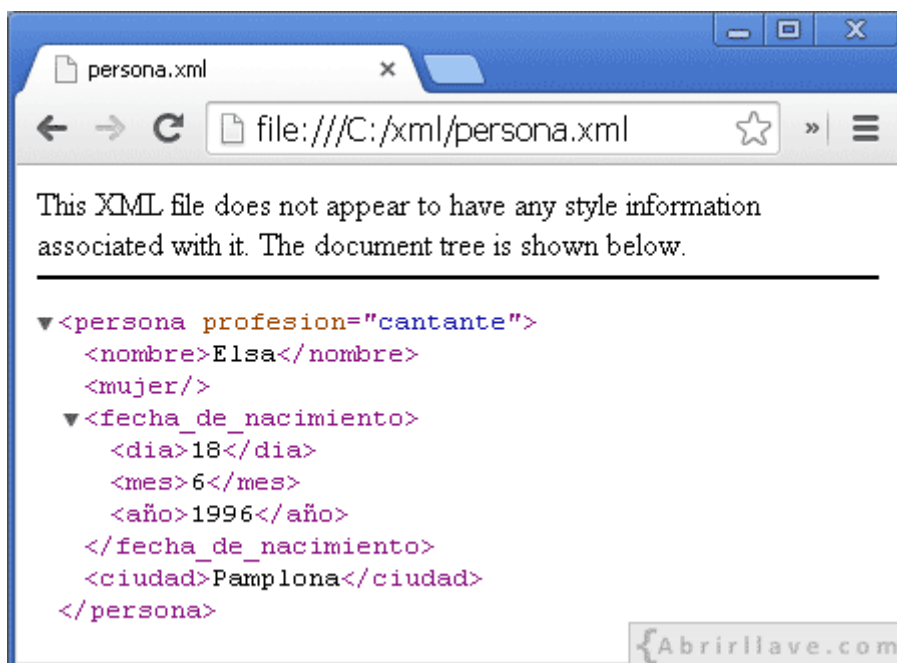 persona.xml
file:///C:/xml/persona.xml
This XML file does not appear to have any style information
associated with it. The document tree is shown below.
<persona profesion="cantante">
<nombre>Elsa</nombre>
<mujer/>
<fecha_de_nacimiento>
<dia>18</dia>
<mes>6</mes>
<año>1996</año>
</fecha_de_nacimiento>
<ciudad>Pamplona</ciudad>
</persona>
{Abrirllave.com